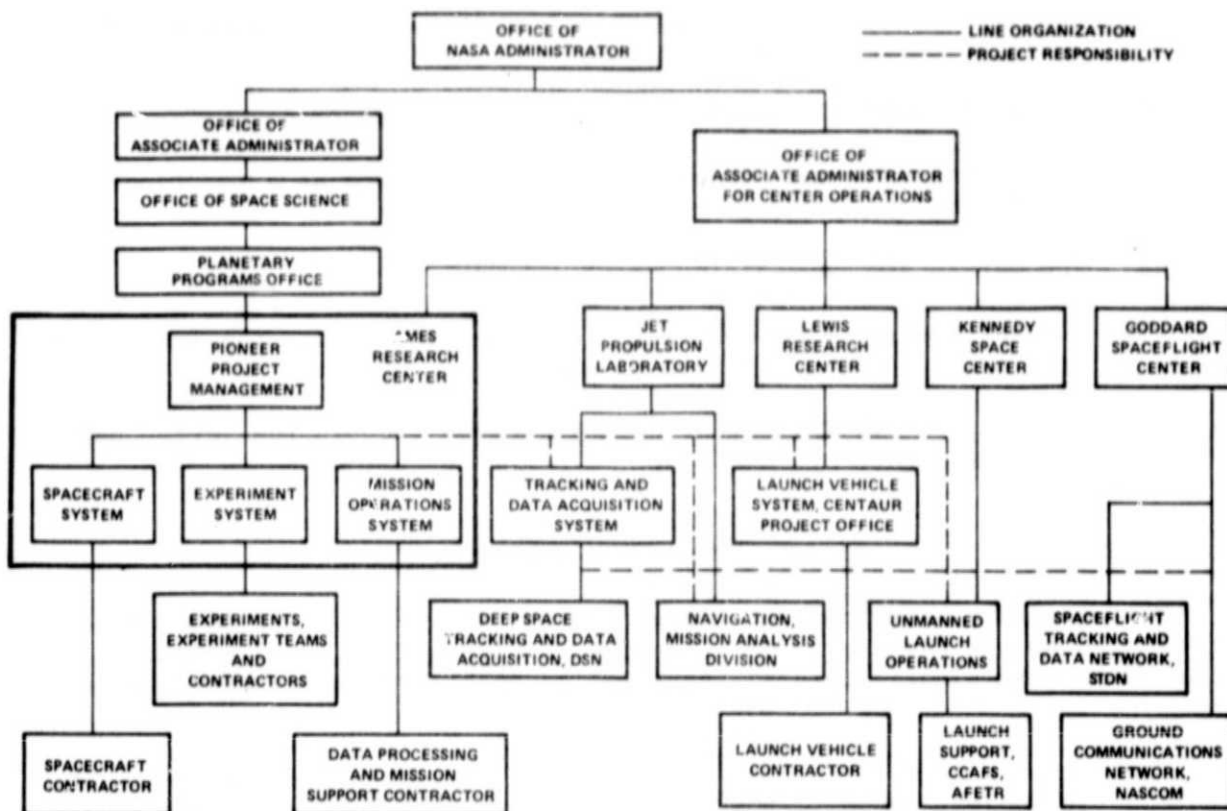 OFFICE OF
NASA ADMINISTRATOR
LINE ORGANIZATION
PROJECT RESPONSIBILITY
OFFICE OF
ASSOCIATE ADMINISTRATOR
OFFICE OF
ASSOCIATE ADMINISTRATOR
FOR CENTER OPERATIONS
OFFICE OF SPACE SCIENCE
PLANETARY
PROGRAMS OFFICE
PIONEER
PROJECT
MANAGEMENT
AMES
RESEARCH
CENTER
JET
PROPULSION
LABORATORY
LEWIS
RESEARCH
CENTER
KENNEDY
SPACE
CENTER
GODDARD
SPACEFLIGHT
CENTER
SPACECRAFT
SYSTEM
EXPERIMENT
SYSTEM
MISSION
OPERATIONS
SYSTEM
TRACKING AND
DATA ACQUISITION
SYSTEM
LAUNCH VEHICLE
SYSTEM, CENTAUR
PROJECT OFFICE
EXPERIMENTS,
EXPERIMENT TEAMS
AND
CONTRACTORS
DEEP SPACE
TRACKING AND DATA
ACQUISITION, DSN
NAVIGATION,
MISSION ANALYSIS
DIVISION
UNMANNED
LAUNCH
OPERATIONS
SPACEFLIGHT
TRACKING AND
DATA NETWORK,
STDN
SPACECRAFT
CONTRACTOR
DATA PROCESSING
AND MISSION
SUPPORT CONTRACTOR
LAUNCH VEHICLE
CONTRACTOR
LAUNCH
SUPPORT,
CCAFS,
AFETR
GROUND
COMMUNICATIONS
NETWORK,
NASCOM